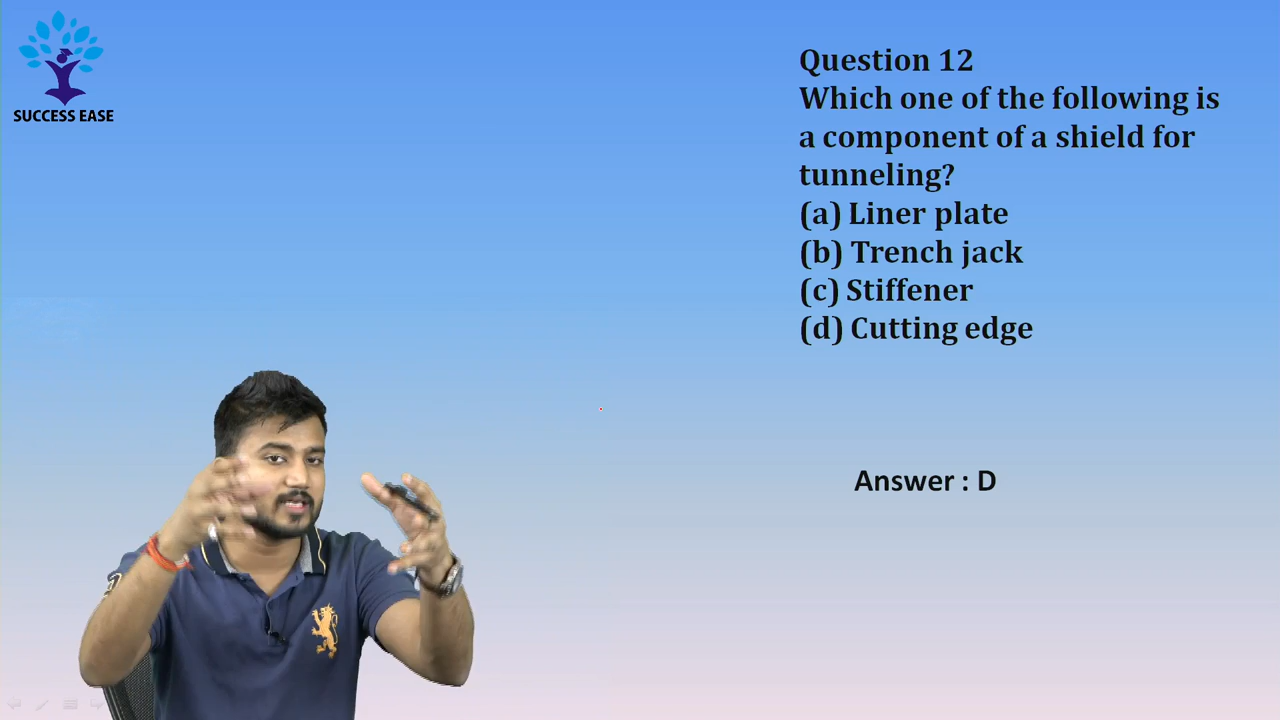 SUCCESS EASE
Question 12
Which one of the following is
a component of a shield for
tunneling?
(a) Liner plate
(b) Trench jack
(c) Stiffener
(d) Cutting edge
Answer : D